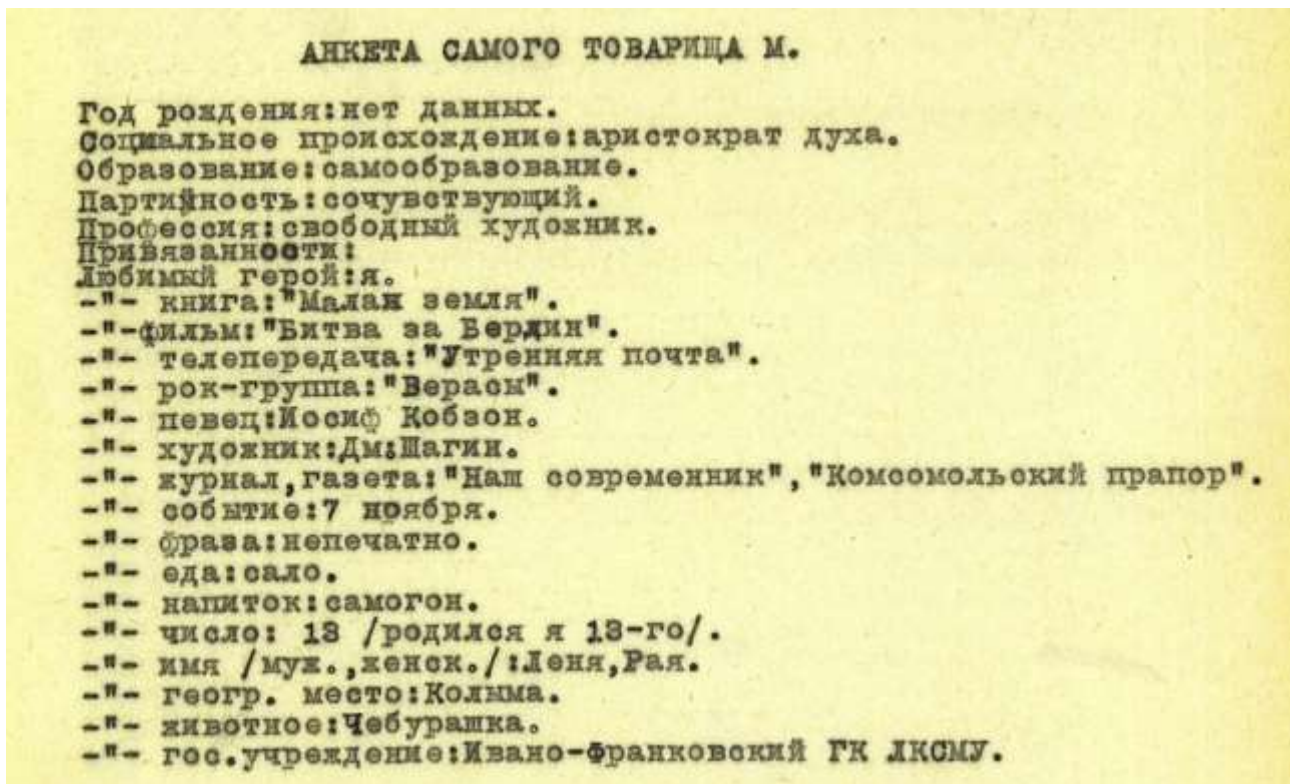 АНКЕТА САМОГО ТОВАРИЩА М.
Год рождения:нет данных.
Социальное происхождение:аристократ духа.
Образование:самообразование.
Партийность:сочувствующий.
Профессия:свободный художник.
Привязанности:
Любимый герой:я.
-"- книга:"Малая земля".
-"-фильм:"Битва за Берлин".
-"- телепередача:"Утренняя почта".
-"- рок-группа:"Верасы".
-"- певец:Иосиф Кобзон.
-"- художник:Дм.Шагин.
-"- журнал,газета:"Наш современник","Комсомольский прапор".
-"- событие:7 ноября.
-"- фраза:непечатно.
-"- еда:сало.
-"- напиток:самогон.
-"- число: 13 /родился я 13-го/.
-"- имя /муж.,женск./:Леня,Рая.
-"- геогр. место:Колыма.
-"- животное:Чебурашка.
-"- гос.учреждение:Ивано-Франковский ГК ЛКСМУ.